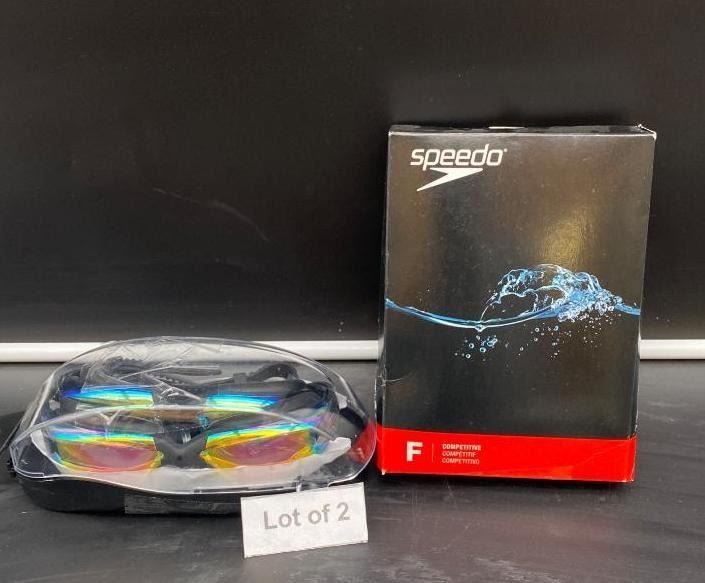 speedo®
F
COMPETITIVE
COMPÉTITIF
COMPETITIVO
Lot of 2